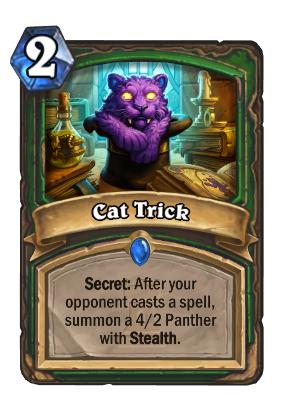 2
Cat Trick
Secret: After your
opponent casts a spell,
summon a 4/2 Panther
with Stealth.